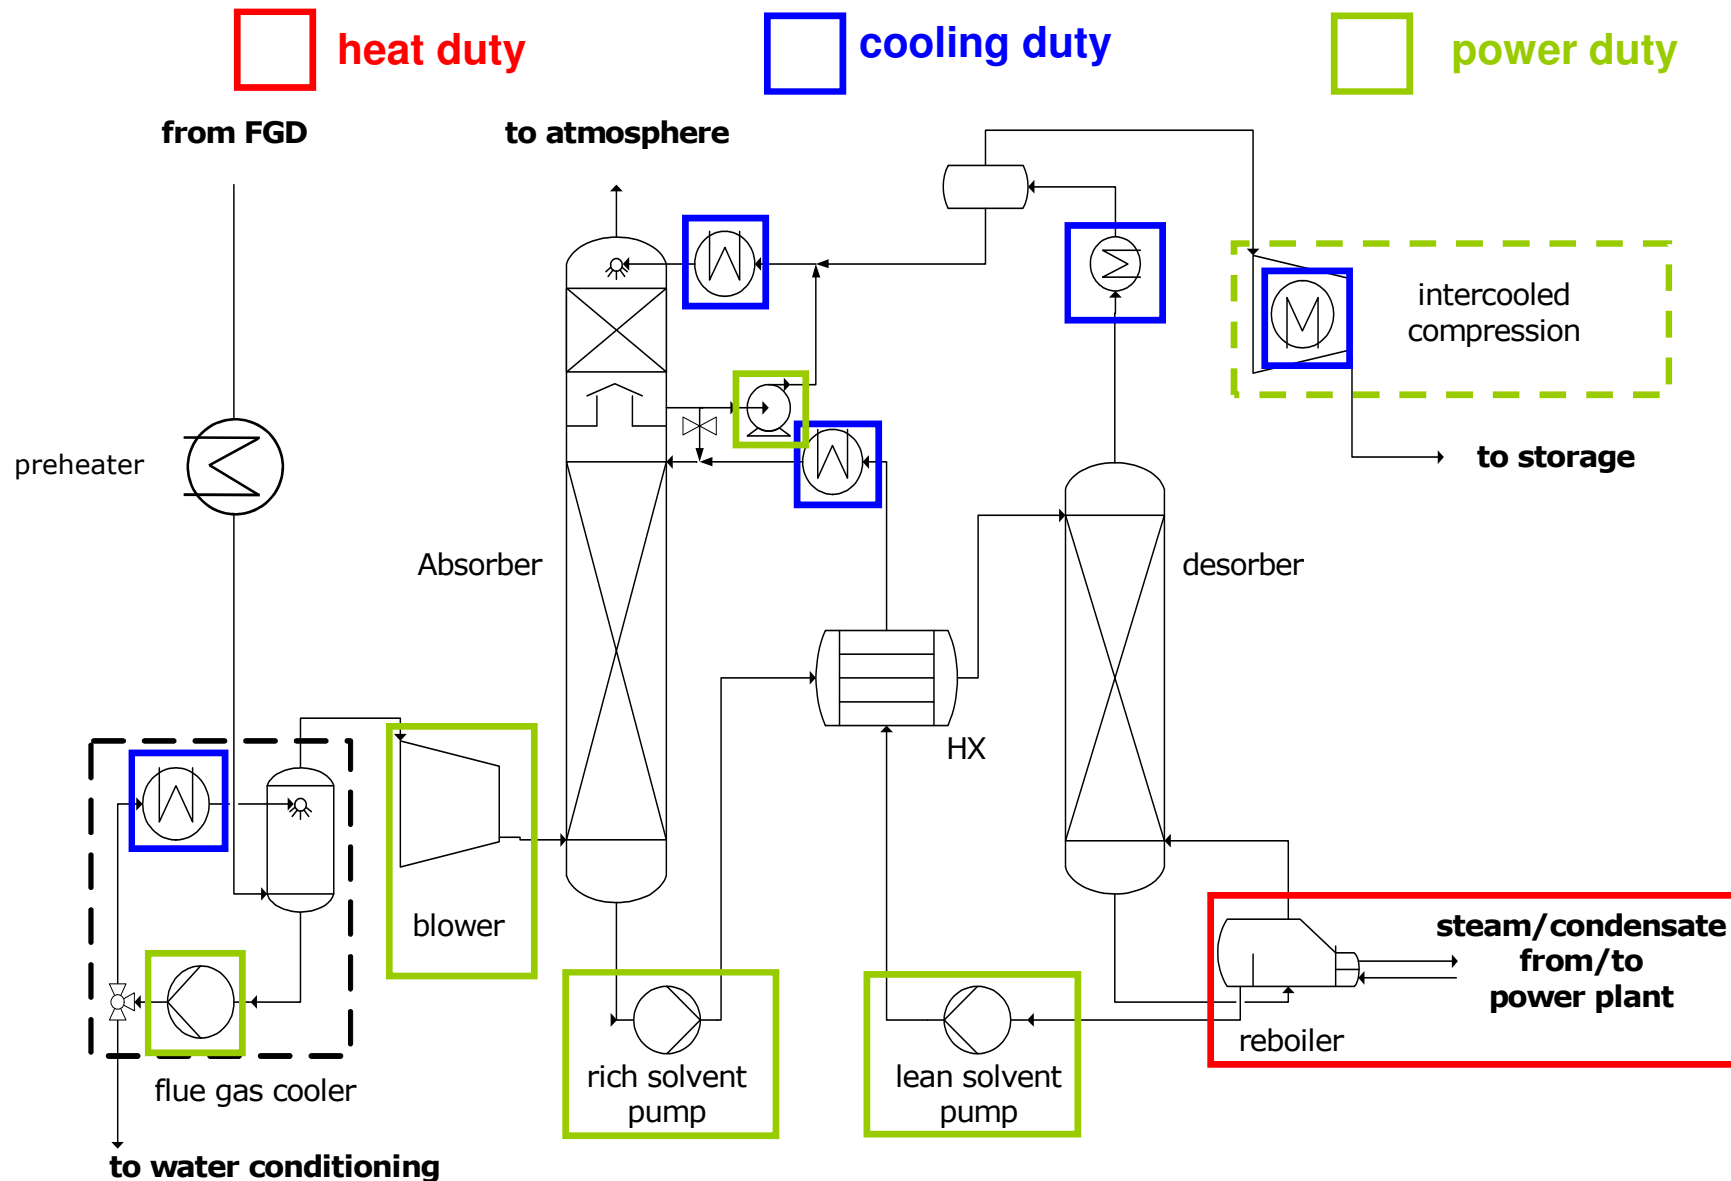 heat duty
cooling duty
power duty
from FGD
to atmosphere
intercooled
compression
to storage
preheater
Absorber
desorber
HX
blower
steam/condensate
from/to
power plant
reboiler
rich solvent
pump
lean solvent
pump
flue gas cooler
to water conditioning